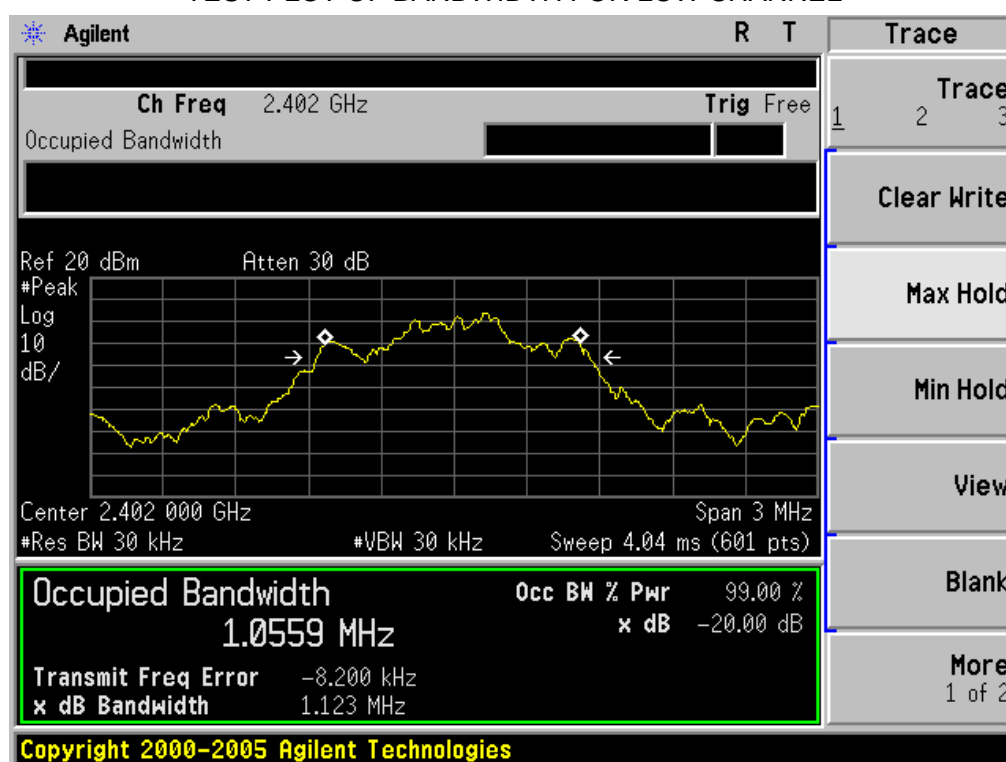 Agilent R T Trace
Ch Freq 2.402 GHz Trig Free
Occupied Bandwidth
Trace
1 2 3
Clear Write
Ref 20 dBm Atten 30 dB
#Peak
Log
10
dB/
Max Hold
Min Hold
View
Center 2.402 000 GHz Span 3 MHz
#Res BW 30 kHz #VBW 30 kHz Sweep 4.04 ms (601 pts)
Occupied Bandwidth Occ BW % Pwr 99.00 %
1.0559 MHz x dB -20.00 dB
Transmit Freq Error -8.200 kHz
x dB Bandwidth 1.123 MHz
Blank
More
1 of 2
Copyright 2000-2005 Agilent Technologies